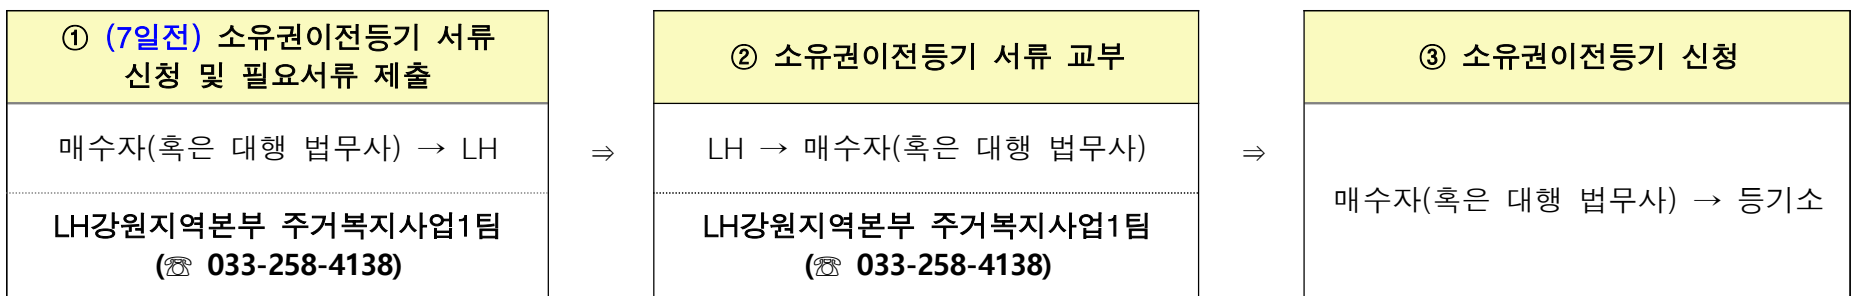 ① (7일전) 소유권이전등기 서류
신청 및 필요서류 제출
매수자(혹은 대행 법무사) → LH
LH강원지역본부 주거복지사업1팀
(☏ 033-258-4138)
⇒
② 소유권이전등기 서류 교부
LH → 매수자(혹은 대행 법무사)
LH강원지역본부 주거복지사업1팀
(☏ 033-258-4138)
⇒
③ 소유권이전등기 신청
매수자(혹은 대행 법무사) → 등기소